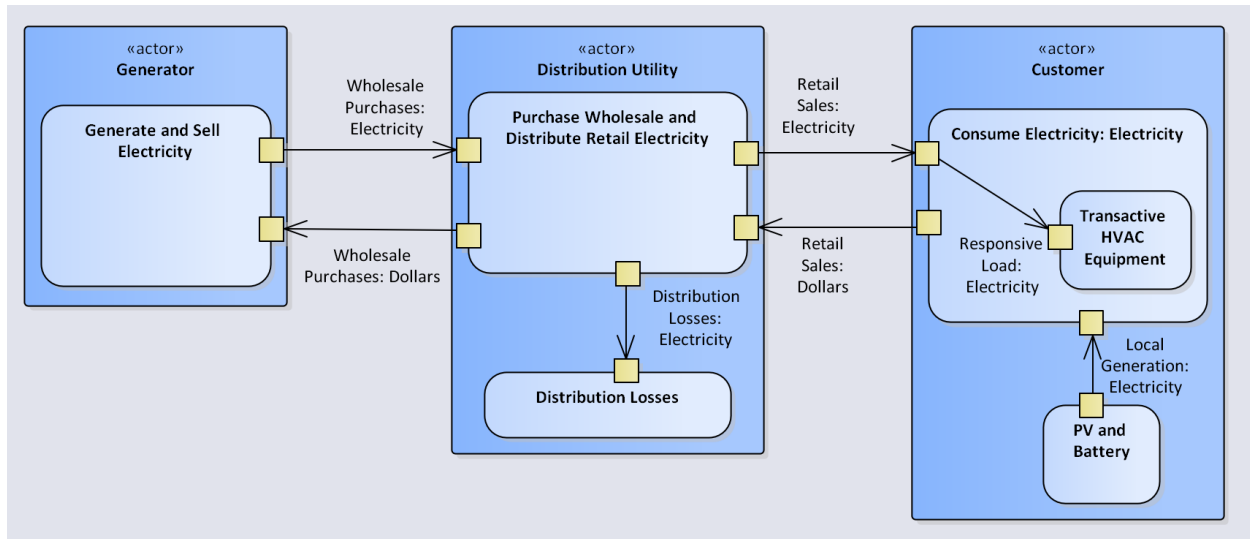 «actor»
Generator
Generate and Sell
Electricity
Wholesale
Purchases:
Electricity
Wholesale
Purchases: Dollars
«actor»
Distribution Utility
Purchase Wholesale and
Distribute Retail Electricity
Distribution
Losses:
Electricity
Distribution Losses
Retail
Sales:
Electricity
Retail
Sales:
Dollars
«actor»
Customer
Consume Electricity: Electricity
Transactive
HVAC
Equipment
Responsive
Load:
Electricity
Local
Generation:
Electricity
PV and
Battery